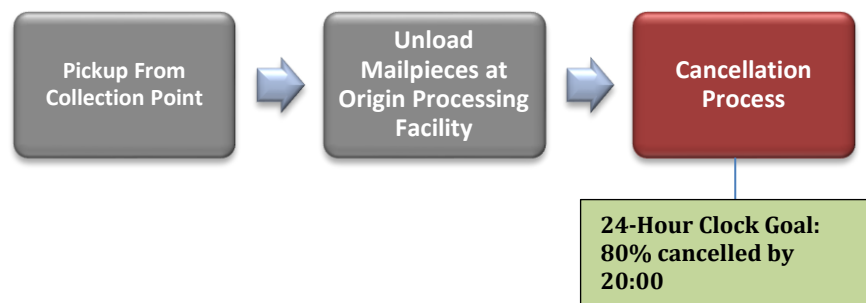 Pickup From
Collection Point
Unload
Mailpieces at
Origin Processing
Facility
Cancellation
Process
24-Hour Clock Goal:
80% cancelled by
20:00